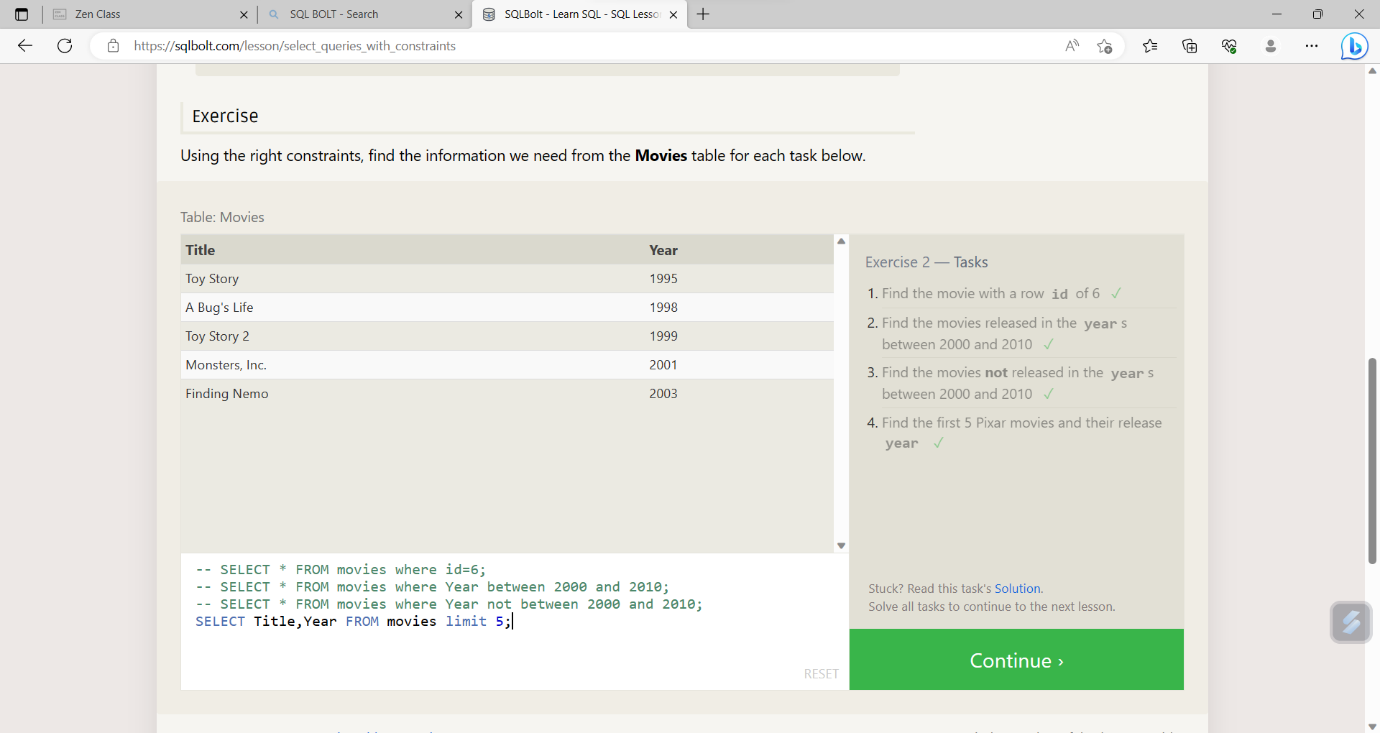 Zen Class
SQL BOLT - Search
SQLBolt - Learn SQL - SQL Lesso
https://sqlbolt.com/lesson/select_queries_with_constraints
Exercise
Using the right constraints, find the information we need from the Movies table for each task below.
Table: Movies
Title Year
Toy Story 1995
A Bug's Life 1998
Toy Story 2 1999
Monsters, Inc. 2001
Finding Nemo 2003
-- SELECT * FROM movies where id=6;
-- SELECT * FROM movies where Year between 2000 and 2010;
-- SELECT * FROM movies where Year not between 2000 and 2010;
SELECT Title,Year FROM movies limit 5;
RESET
Exercise 2 — Tasks
1. Find the movie with a row id of 6 ✓
2. Find the movies released in the year s
between 2000 and 2010 ✓
3. Find the movies not released in the year s
between 2000 and 2010 ✓
4. Find the first 5 Pixar movies and their release
year ✓
Stuck? Read this task's Solution.
Solve all tasks to continue to the next lesson.
Continue ›